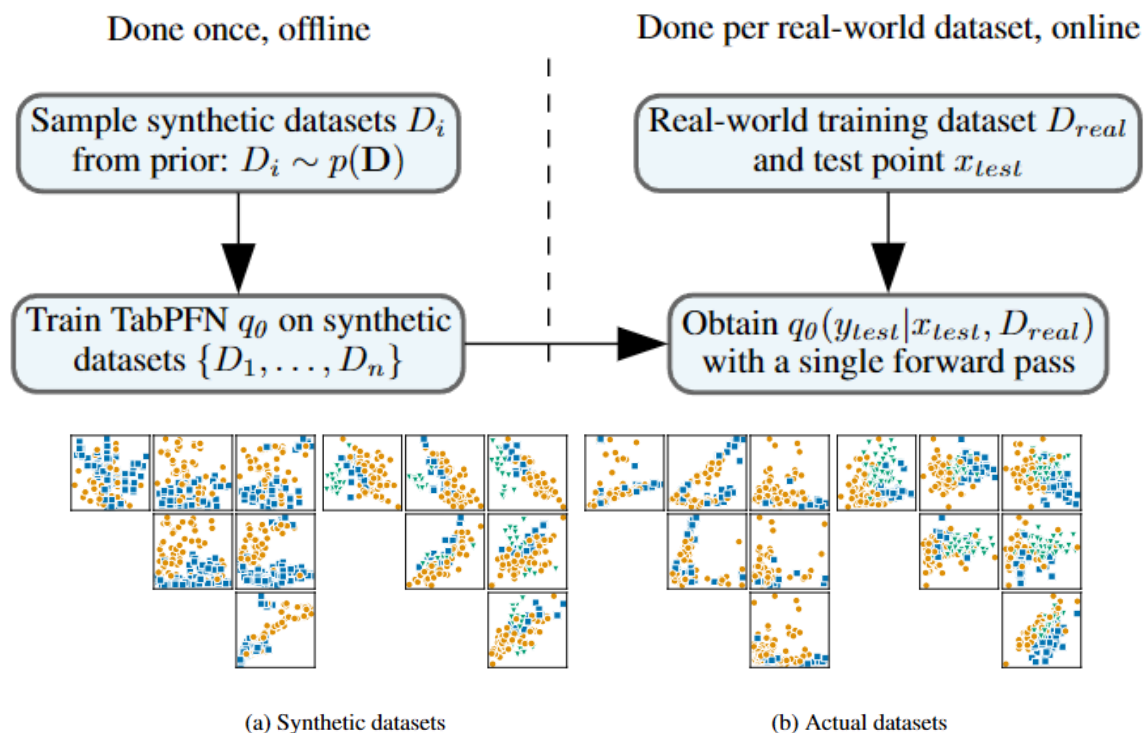 Done once, offline
Done per real-world dataset, online
Sample synthetic datasets D_i
from prior: D_i ∼ p(D)
Real-world training dataset D_real
and test point x_test
Train TabPFN q_θ on synthetic
datasets {D_1, . . . , D_n}
Obtain q_θ(y_test|x_test, D_real)
with a single forward pass
(a) Synthetic datasets
(b) Actual datasets